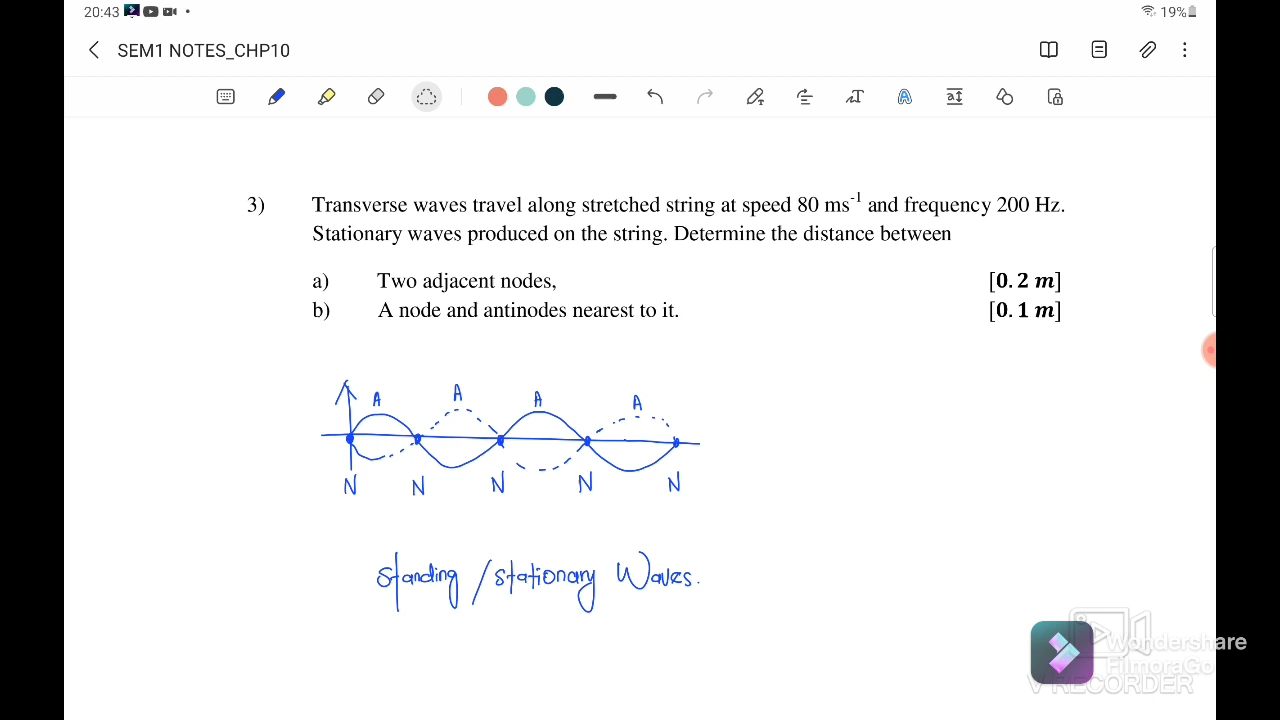 20:43
19%
SEM1 NOTES_CHP10
3) Transverse waves travel along stretched string at speed 80 ms⁻¹ and frequency 200 Hz.
Stationary waves produced on the string. Determine the distance between
a) Two adjacent nodes, [0.2 m]
b) A node and antinodes nearest to it. [0.1 m]
A A A A
N N N N N
Standing / stationary Waves.
Wondershare
FilmoraGo
V RECORDER